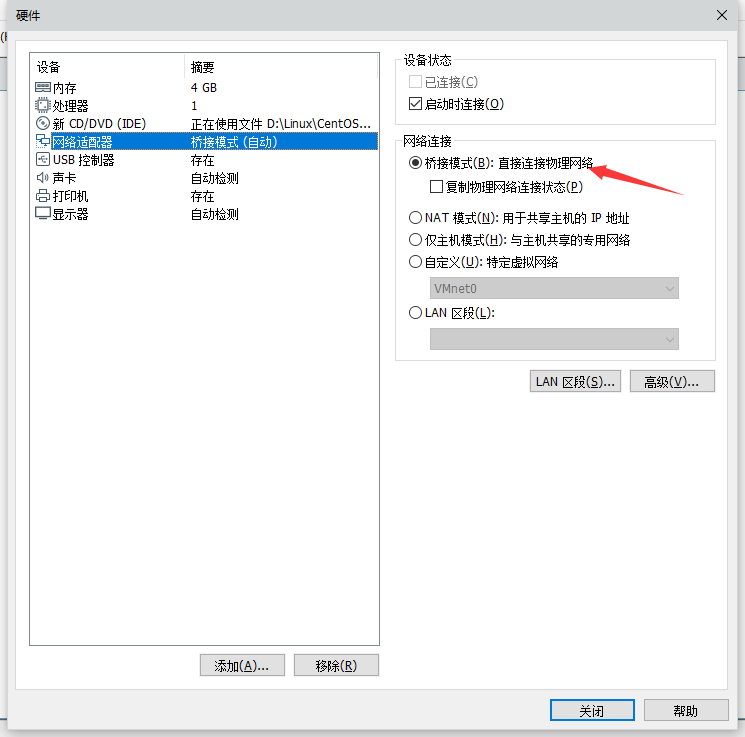 硬件
(H
设备 摘要
内存 4 GB
处理器 1
新 CD/DVD (IDE) 正在使用文件 D:\Linux\CentOS...
网络适配器 桥接模式 (自动)
USB 控制器 存在
声卡 自动检测
打印机 存在
显示器 自动检测
添加(A)... 移除(R)
设备状态
已连接(C)
启动时连接(O)
网络连接
桥接模式(B): 直接连接物理网络
复制物理网络连接状态(P)
NAT 模式(N): 用于共享主机的 IP 地址
仅主机模式(H): 与主机共享的专用网络
自定义(U): 特定虚拟网络
VMnet0
LAN 区段(L):
LAN 区段(S)... 高级(V)...
关闭 帮助